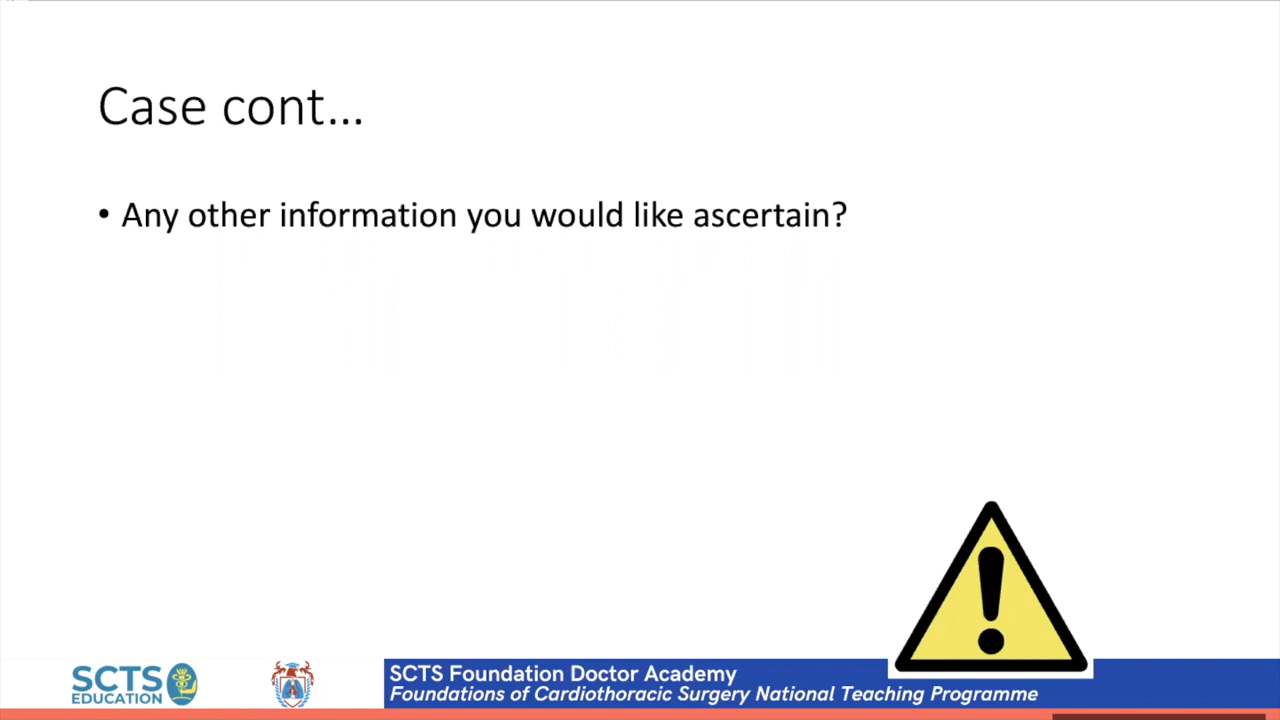 Case cont...
• Any other information you would like ascertain?
SCTS
EDUCATION
SCTS Foundation Doctor Academy
Foundations of Cardiothoracic Surgery National Teaching Programme